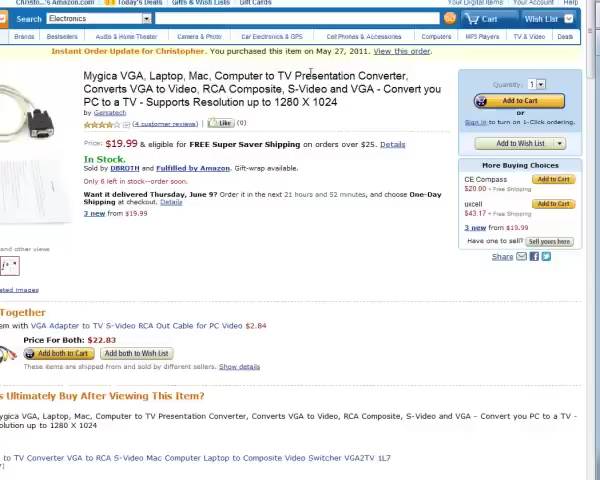 Christo...'s Amazon.com Today's Deals Gifts & Wish Lists Gift Cards Your Digital Items Your Account Help
Search Electronics Cart Wish List
Brands Bestsellers Audio & Home Theater Camera & Photo Car Electronics & GPS Cell Phones & Accessories Computers MP3 Players TV & Video Deals
Instant Order Update for Christopher. You purchased this item on May 27, 2011. View this order.
Mygica VGA, Laptop, Mac, Computer to TV Presentation Converter,
Converts VGA to Video, RCA Composite, S-Video and VGA - Convert you
PC to a TV - Supports Resolution up to 1280 X 1024
by Geniatech
(4 customer reviews) | Like (0)
Price: $19.99 & eligible for FREE Super Saver Shipping on orders over $25. Details
In Stock.
Sold by DBROTH and Fulfilled by Amazon. Gift-wrap available.
Only 6 left in stock--order soon.
Want it delivered Thursday, June 9? Order it in the next 21 hours and 52 minutes, and choose One-Day
Shipping at checkout. Details
3 new from $19.99
Quantity: 1
Add to Cart
or
Sign in to turn on 1-Click ordering.
Add to Wish List
More Buying Choices
CE Compass Add to Cart
$20.00 + Free Shipping
uxcell Add to Cart
$43.17 + Free Shipping
3 new from $19.99
Have one to sell? Sell yours here
Share
and other views
ated images
Together
em with VGA Adapter to TV S-Video RCA Out Cable for PC Video $2.84
Price For Both: $22.83
Add both to Cart Add both to Wish List
These items are shipped from and sold by different sellers. Show details
s Ultimately Buy After Viewing This Item?
ygica VGA, Laptop, Mac, Computer to TV Presentation Converter, Converts VGA to Video, RCA Composite, S-Video and VGA - Convert you PC to a TV -
olution up to 1280 X 1024
to TV Converter VGA to RCA S-Video Mac Computer Laptop to Composite Video Switcher VGA2TV 1L7